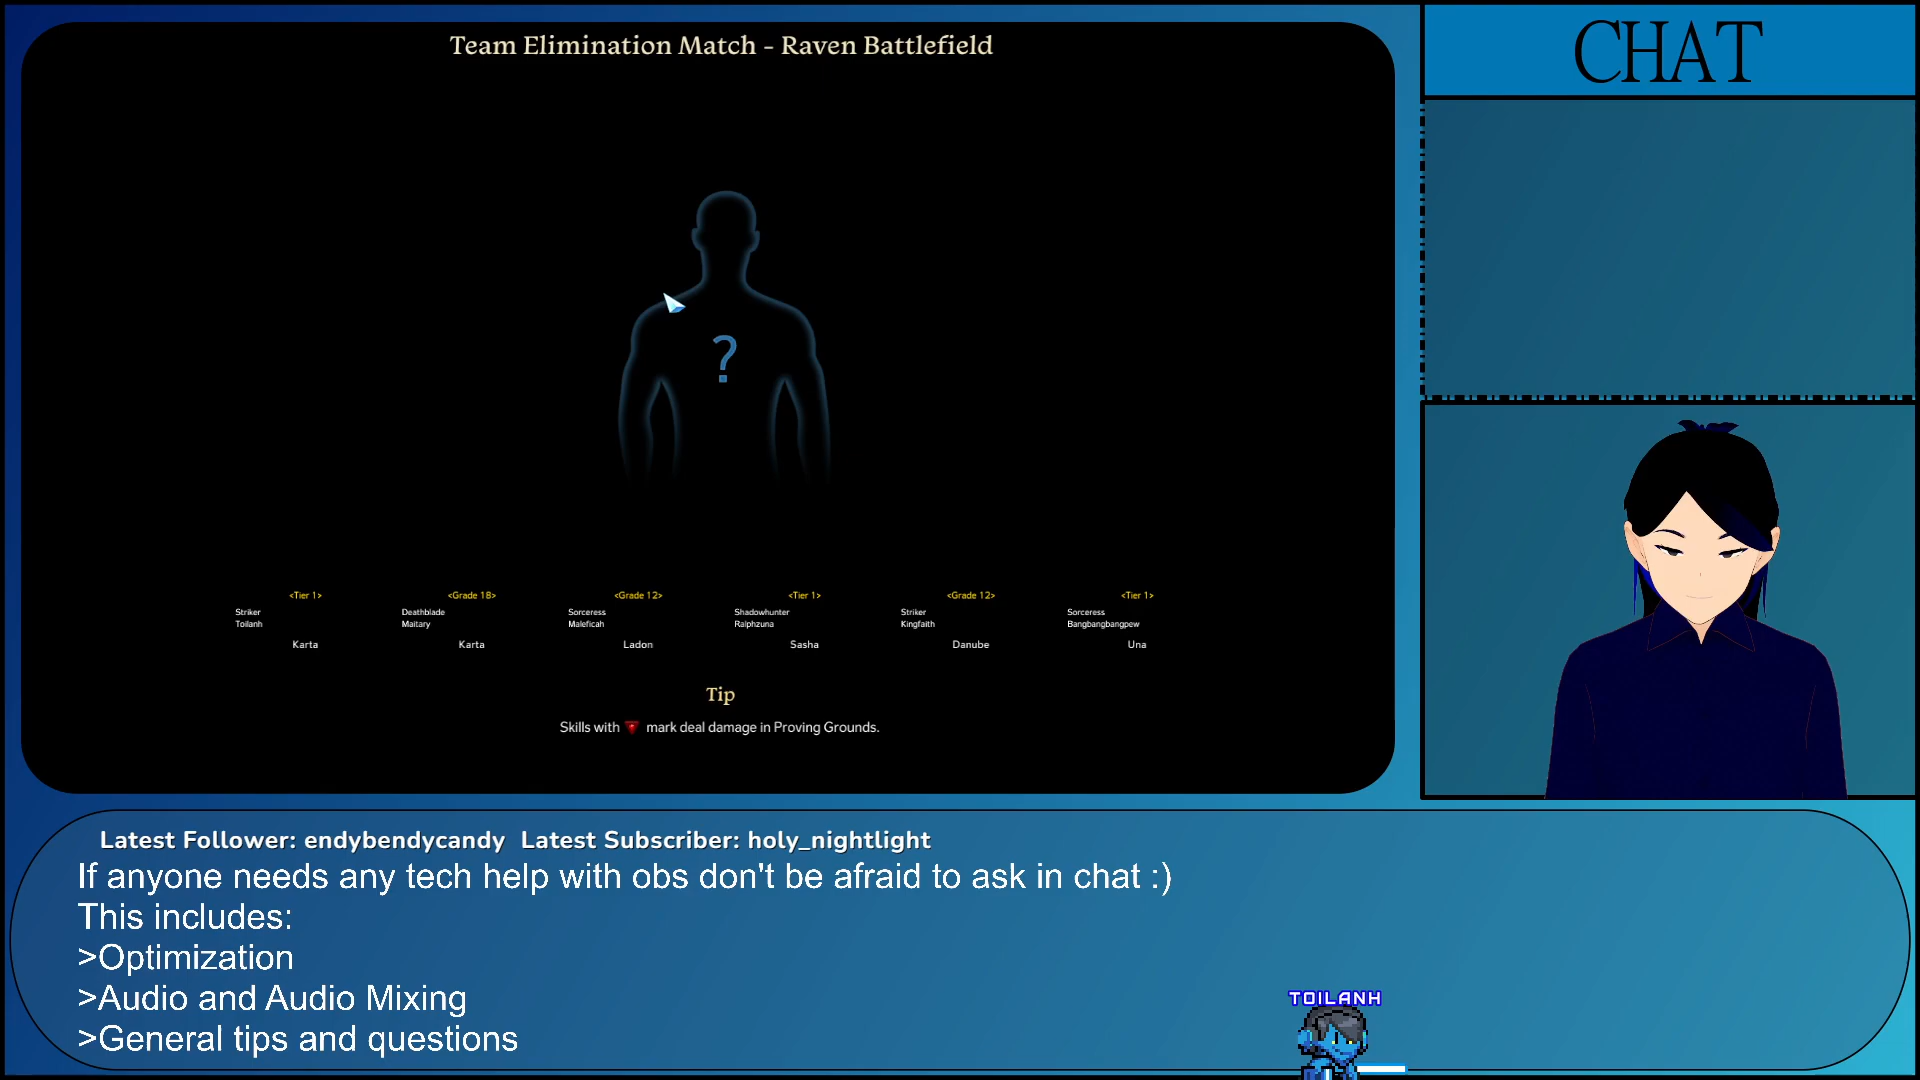 Team Elimination Match - Raven Battlefield
CHAT
?
<Tier 1>
Striker
Toilanh
Karta
<Grade 18>
Deathblade
Maitary
Karta
<Grade 12>
Sorceress
Maleficah
Ladon
<Tier 1>
Shadowhunter
Ralphzuna
Sasha
<Grade 12>
Striker
Kingfaith
Danube
<Tier 1>
Sorceress
Bangbangbangpew
Una
Tip
Skills with mark deal damage in Proving Grounds.
Latest Follower: endybendycandy Latest Subscriber: holy_nightlight
If anyone needs any tech help with obs don't be afraid to ask in chat :)
This includes:
>Optimization
>Audio and Audio Mixing
>General tips and questions
TOILANH